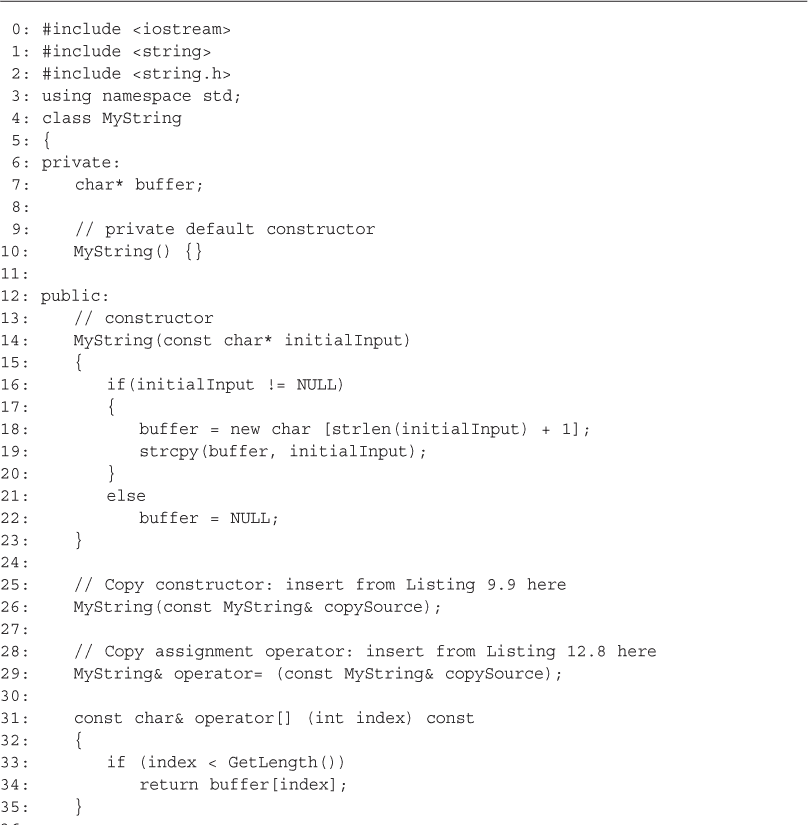 0: #include <iostream>
1: #include <string>
2: #include <string.h>
3: using namespace std;
4: class MyString
5: {
6: private:
7:    char* buffer;
8:
9:    // private default constructor
10:    MyString() {}
11:
12: public:
13:    // constructor
14:    MyString(const char* initialInput)
15:    {
16:       if(initialInput != NULL)
17:       {
18:          buffer = new char [strlen(initialInput) + 1];
19:          strcpy(buffer, initialInput);
20:       }
21:       else
22:          buffer = NULL;
23:    }
24:
25:    // Copy constructor: insert from Listing 9.9 here
26:    MyString(const MyString& copySource);
27:
28:    // Copy assignment operator: insert from Listing 12.8 here
29:    MyString& operator= (const MyString& copySource);
30:
31:    const char& operator[] (int index) const
32:    {
33:       if (index < GetLength())
34:          return buffer[index];
35:    }